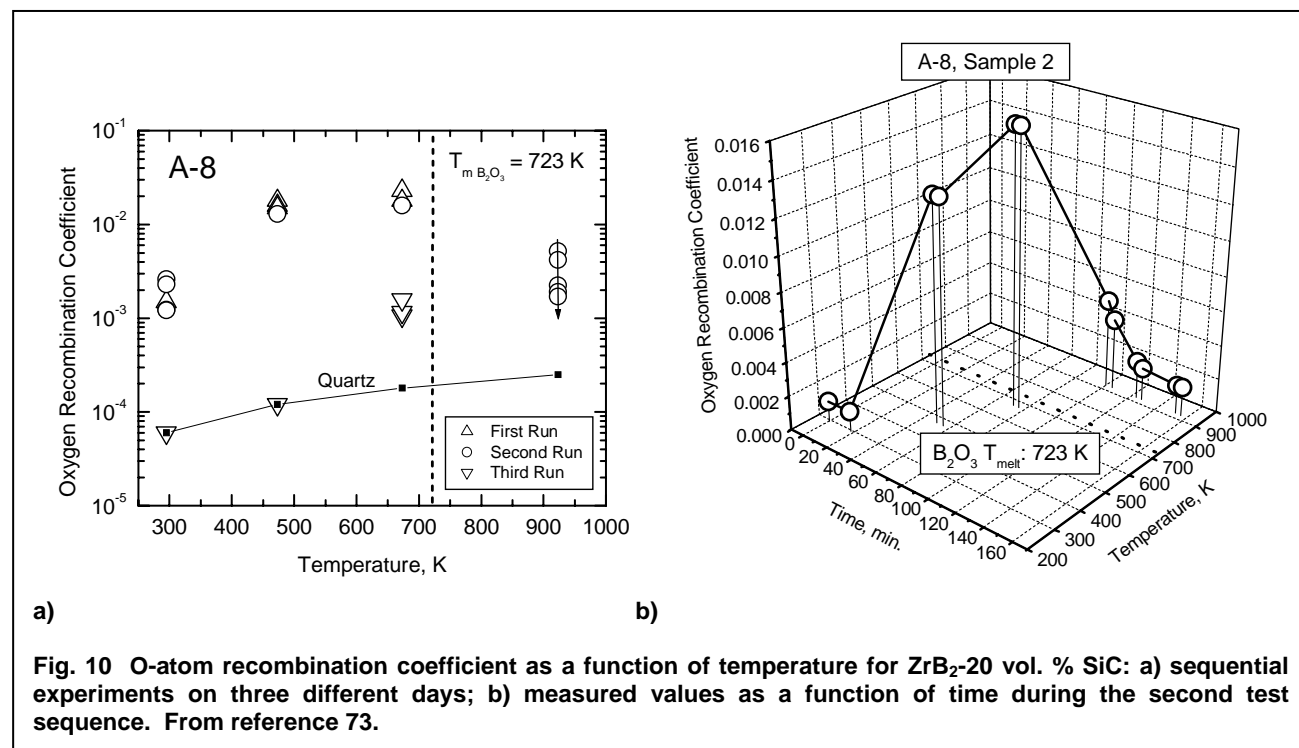 A-8
T_m B₂O₃ = 723 K
Oxygen Recombination Coefficient
10⁻¹
10⁻²
10⁻³
10⁻⁴
10⁻⁵
Quartz
First Run
Second Run
Third Run
300 400 500 600 700 800 900 1000
Temperature, K
a)
A-8, Sample 2
Oxygen Recombination Coefficient
0.016
0.014
0.012
0.010
0.008
0.006
0.004
0.002
0.000
0 20 40 60 80 100 120 140 160
Time, min.
B₂O₃ T_melt: 723 K
200 300 400 500 600 700 800 900 1000
Temperature, K
b)
Fig. 10 O-atom recombination coefficient as a function of temperature for ZrB₂-20 vol. % SiC: a) sequential
experiments on three different days; b) measured values as a function of time during the second test
sequence. From reference 73.